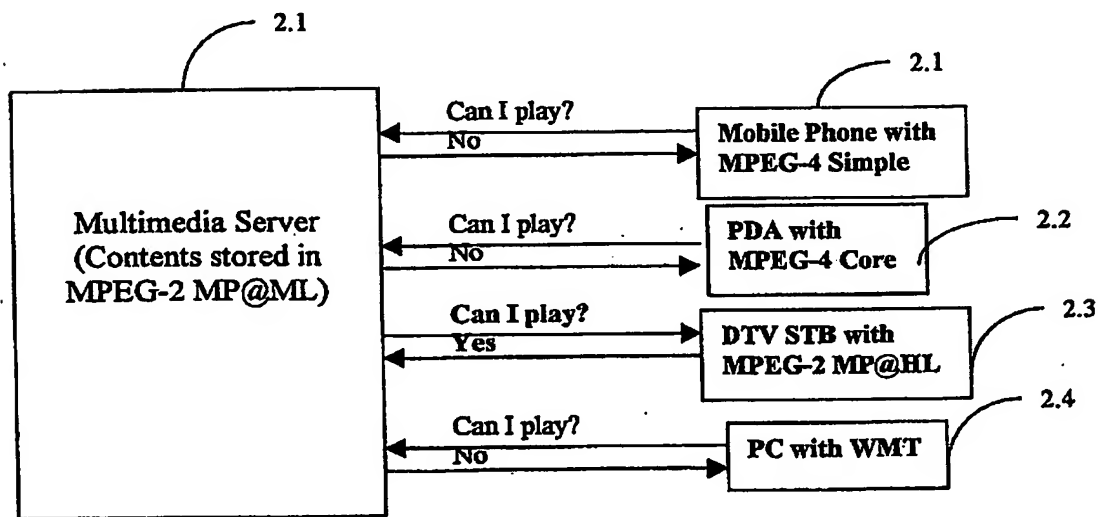 2.1
2.1
Can I play?
No
Mobile Phone with
MPEG-4 Simple
Multimedia Server
(Contents stored in
MPEG-2 MP@ML)
Can I play?
No
PDA with
MPEG-4 Core
2.2
Can I play?
Yes
DTV STB with
MPEG-2 MP@HL
2.3
Can I play?
No
PC with WMT
2.4